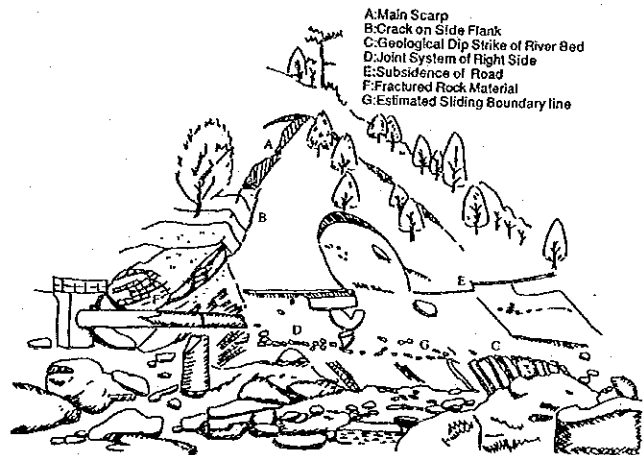 A:Main Scarp
B:Crack on Side Flank
C:Geological Dip Strike of River Bed
D:Joint System of Right Side
E:Subsidence of Road
F:Fractured Rock Material
G:Estimated Sliding Boundary line
A
B
E
F
D
G
C